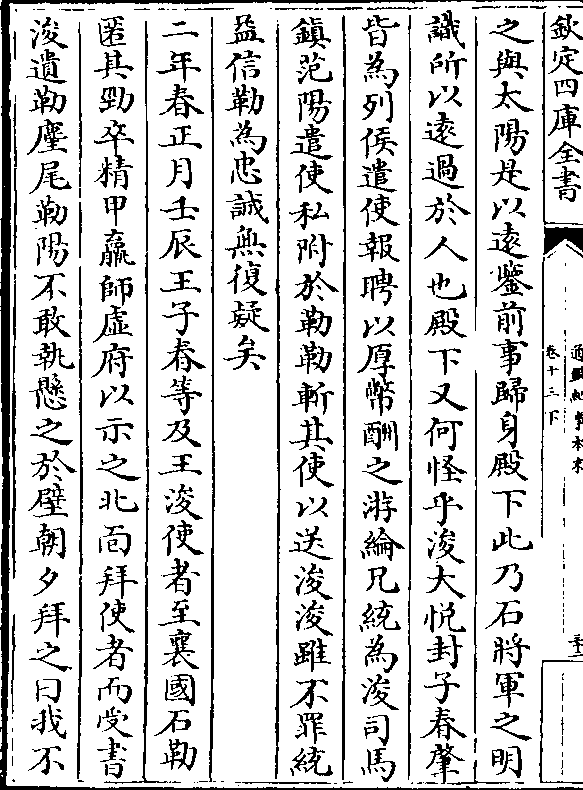 欽定四庫全書
通鑑紀事本末
卷十三下
之與太陽是以遠鑒前事歸身殿下此乃石將軍之明
識所以遠過於人也殿下又何怪乎浚大悅封子春肇
皆為列侯遣使報聘以厚幣酬之游綸兄統為浚司馬
鎮范陽遣使私附於勒勒斬其使以送浚浚雖不罪統
益信勒為忠誠無復疑矣
二年春正月壬辰王子春等及王浚使者至襄國石勒
匿其勁卒精甲羸師虛府以示之北面拜使者而受書
浚遺勒麈尾勒陽不敢執懸之於壁朝夕拜之曰我不